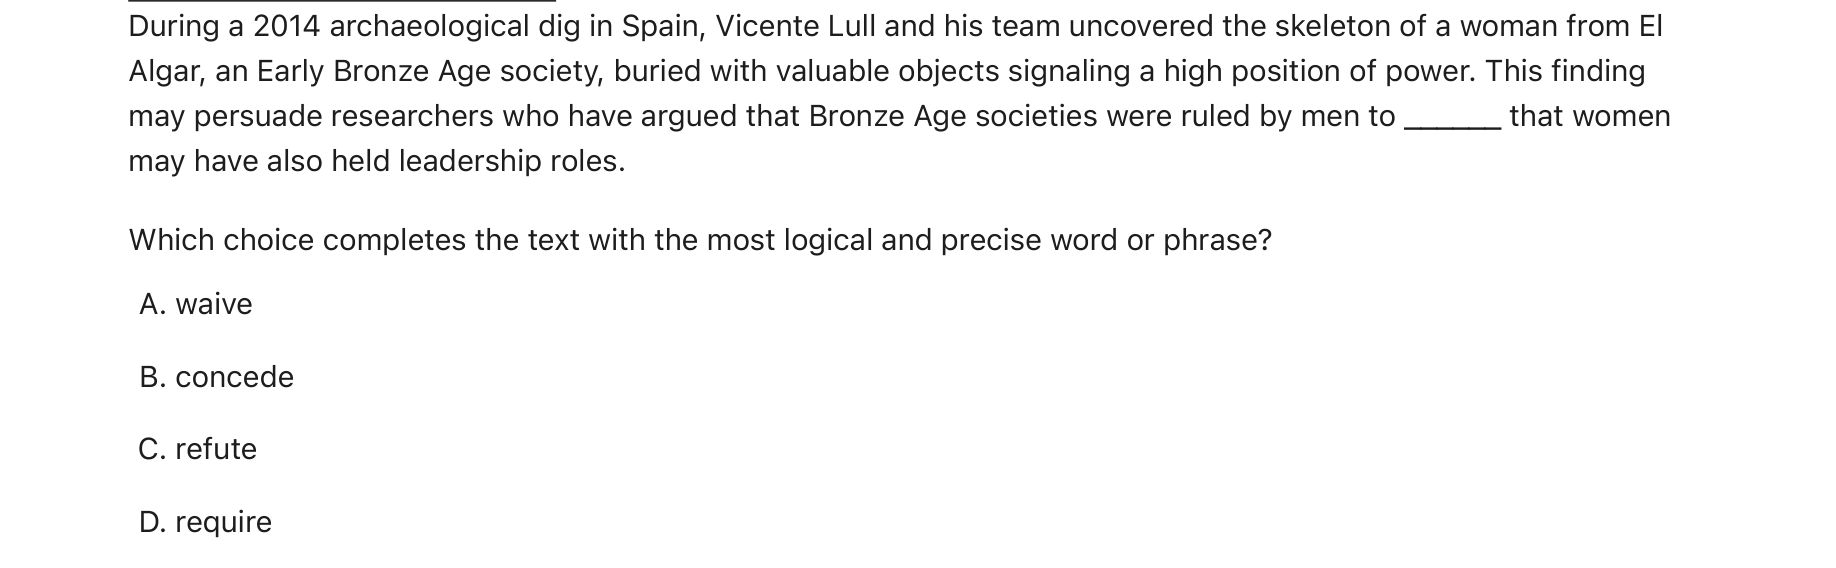 During a 2014 archaeological dig in Spain, Vicente Lull and his team uncovered the skeleton of a woman from El
Algar, an Early Bronze Age society, buried with valuable objects signaling a high position of power. This finding
may persuade researchers who have argued that Bronze Age societies were ruled by men to ______ that women
may have also held leadership roles.
Which choice completes the text with the most logical and precise word or phrase?
A. waive
B. concede
C. refute
D. require